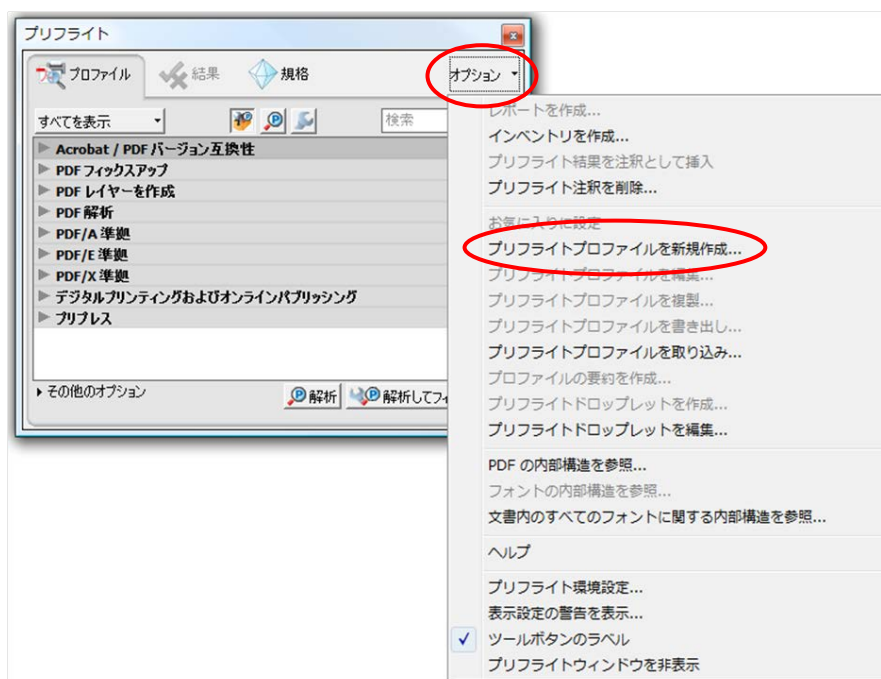 プリフライト
プロファイル
結果
規格
オプション
すべてを表示
検索
Acrobat / PDF バージョン互換性
PDF フィックスアップ
PDF レイヤーを作成
PDF 解析
PDF/A 準拠
PDF/E 準拠
PDF/X 準拠
デジタルプリンティングおよびオンラインパブリッシング
プリプレス
その他のオプション
解析
解析してフィ
レポートを作成...
インベントリを作成...
プリフライト結果を注釈として挿入
プリフライト注釈を削除...
お気に入りに設定
プリフライトプロファイルを新規作成...
プリフライトプロファイルを編集...
プリフライトプロファイルを複製...
プリフライトプロファイルを書き出し...
プリフライトプロファイルを取り込み...
プロファイルの要約を作成...
プリフライトドロップレットを作成...
プリフライトドロップレットを編集...
PDF の内部構造を参照...
フォントの内部構造を参照...
文書内のすべてのフォントに関する内部構造を参照...
ヘルプ
プリフライト環境設定...
表示設定の警告を表示...
ツールボタンのラベル
プリフライトウィンドウを非表示